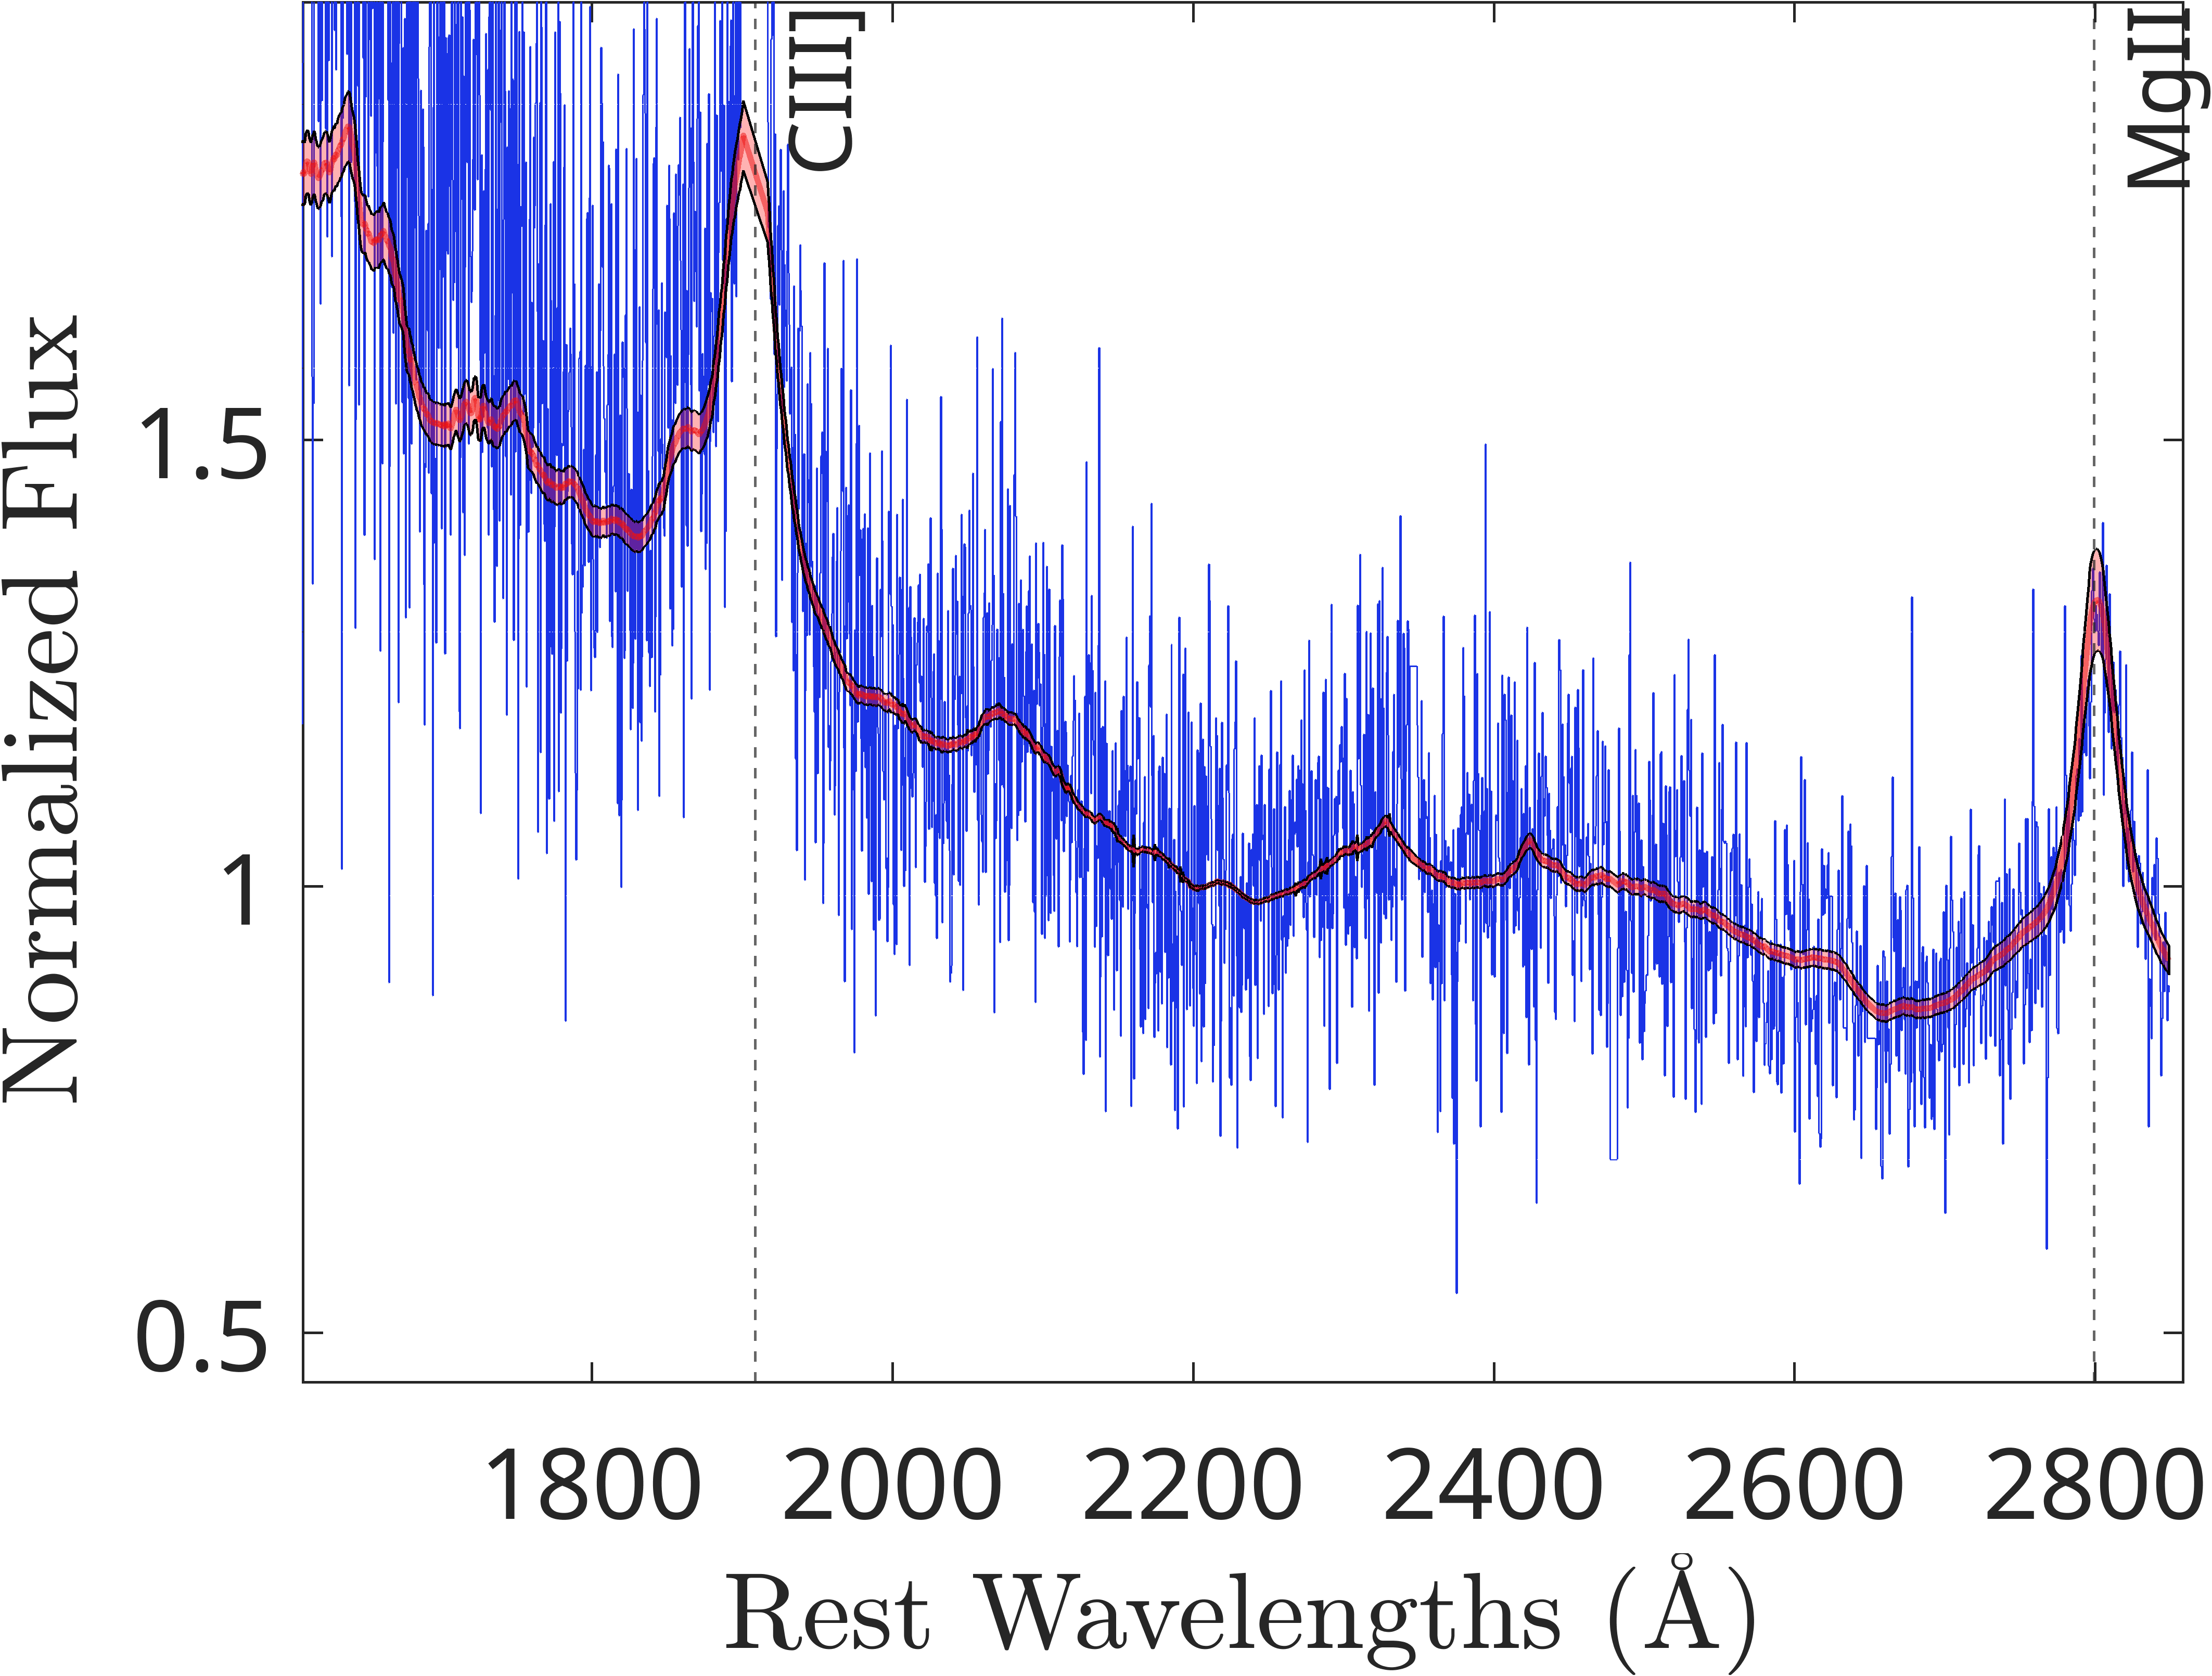 CIII]
MgII
Normalized Flux
1.5
1
0.5
1800 2000 2200 2400 2600 2800
Rest Wavelengths (Å)